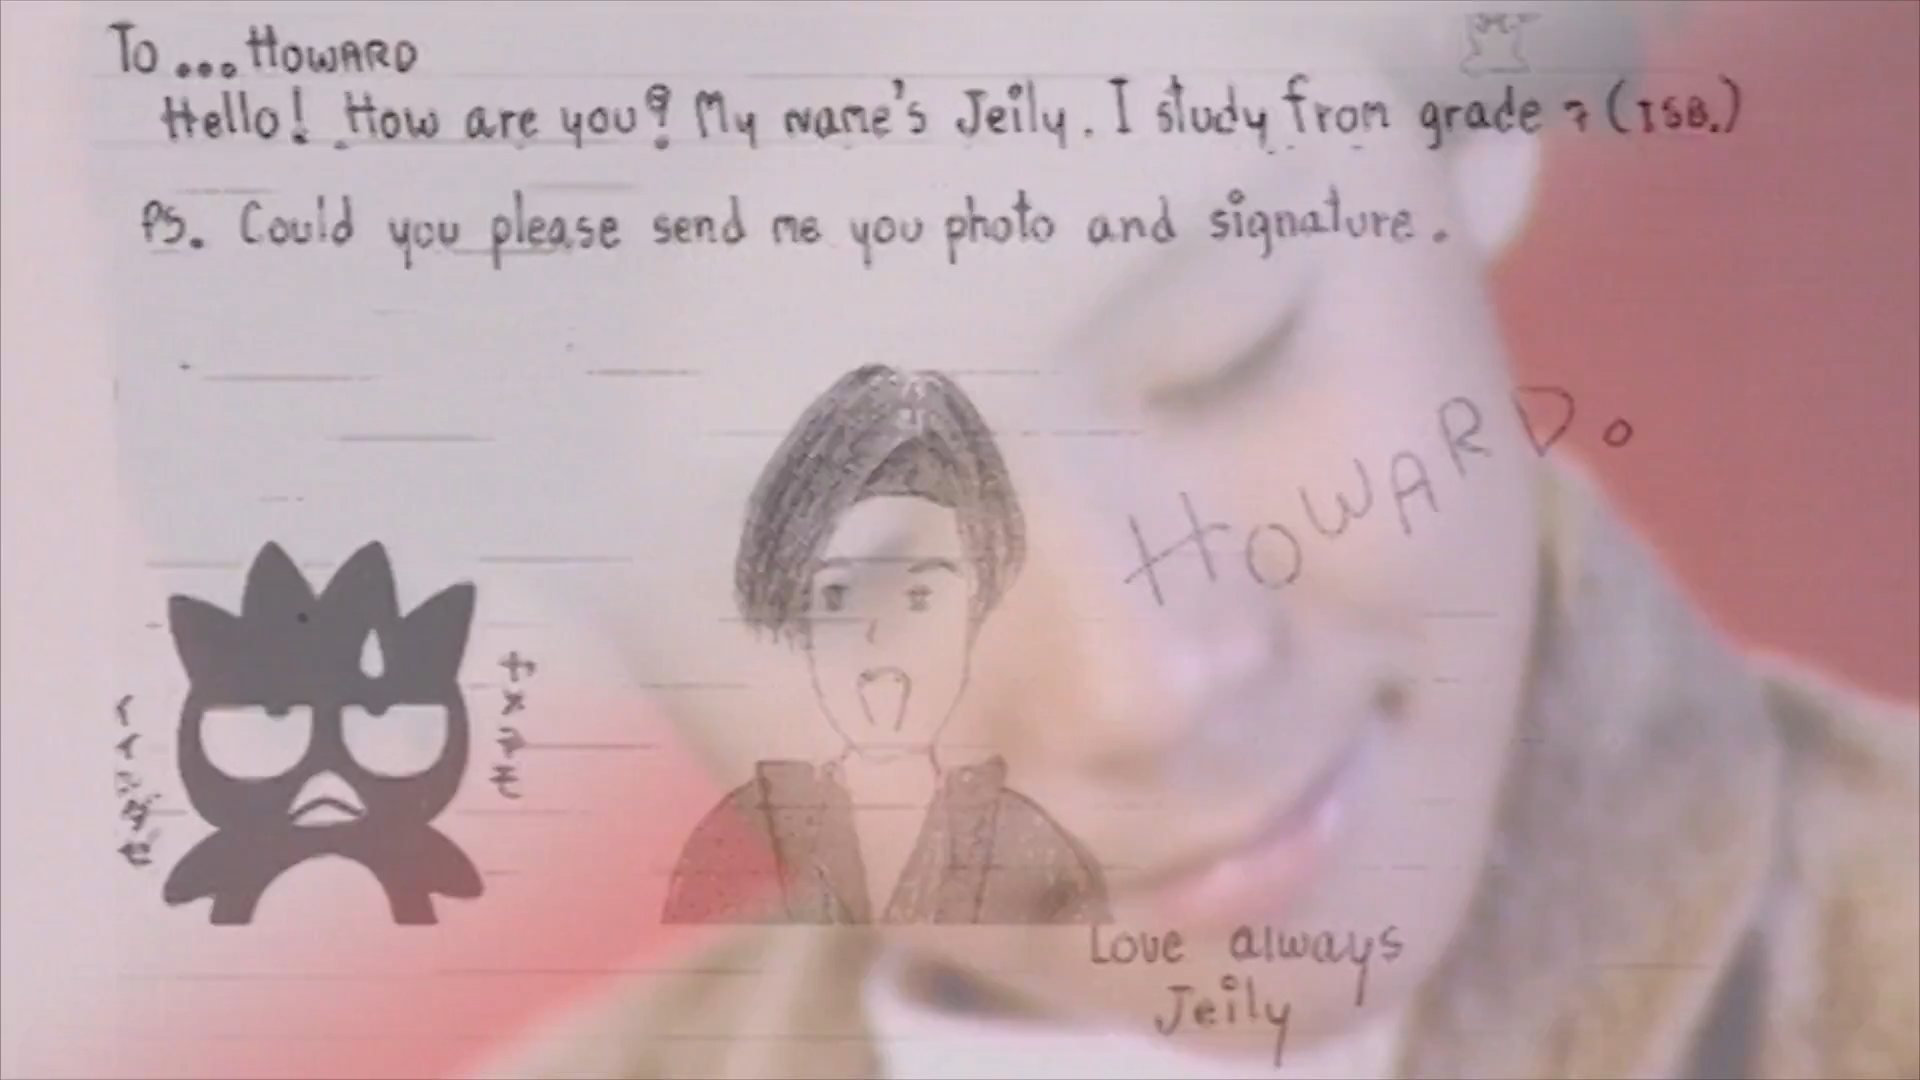 To ... HOWARD
Hello! How are you? My name's Jeily. I study from grade 7 (ISB.)
PS. Could you please send me you photo and signature.
HOWARD.
Love always
Jeily